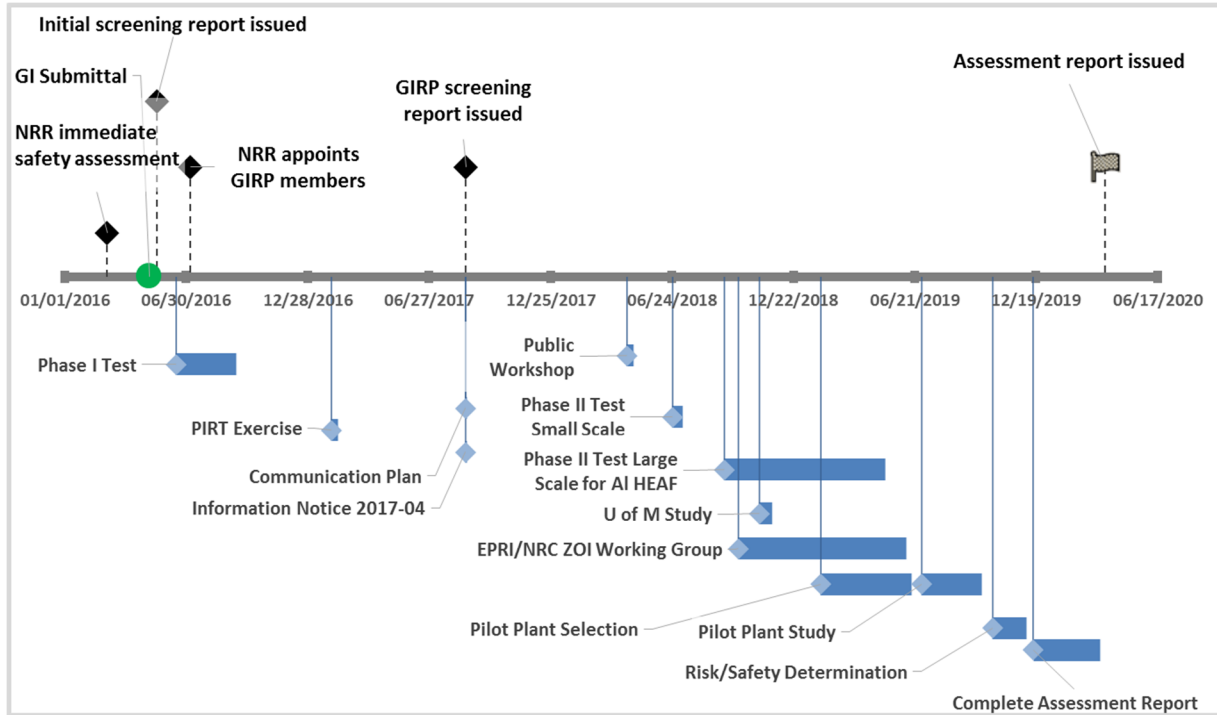 Initial screening report issued
GI Submittal
NRR immediate
safety assessment
NRR appoints
GIRP members
GIRP screening
report issued
Assessment report issued
01/01/2016
06/30/2016
12/28/2016
06/27/2017
12/25/2017
06/24/2018
12/22/2018
06/21/2019
12/19/2019
06/17/2020
Phase I Test
PIRT Exercise
Communication Plan
Information Notice 2017-04
Public
Workshop
Phase II Test
Small Scale
Phase II Test Large
Scale for Al HEAF
U of M Study
EPRI/NRC ZOI Working Group
Pilot Plant Selection
Pilot Plant Study
Risk/Safety Determination
Complete Assessment Report